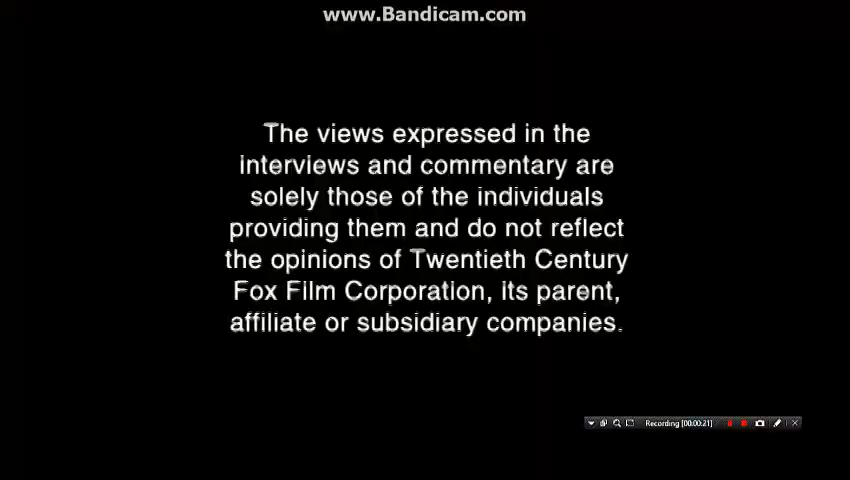 www.Bandicam.com
The views expressed in the
interviews and commentary are
solely those of the individuals
providing them and do not reflect
the opinions of Twentieth Century
Fox Film Corporation, its parent,
affiliate or subsidiary companies.
Recording [00:00:21]